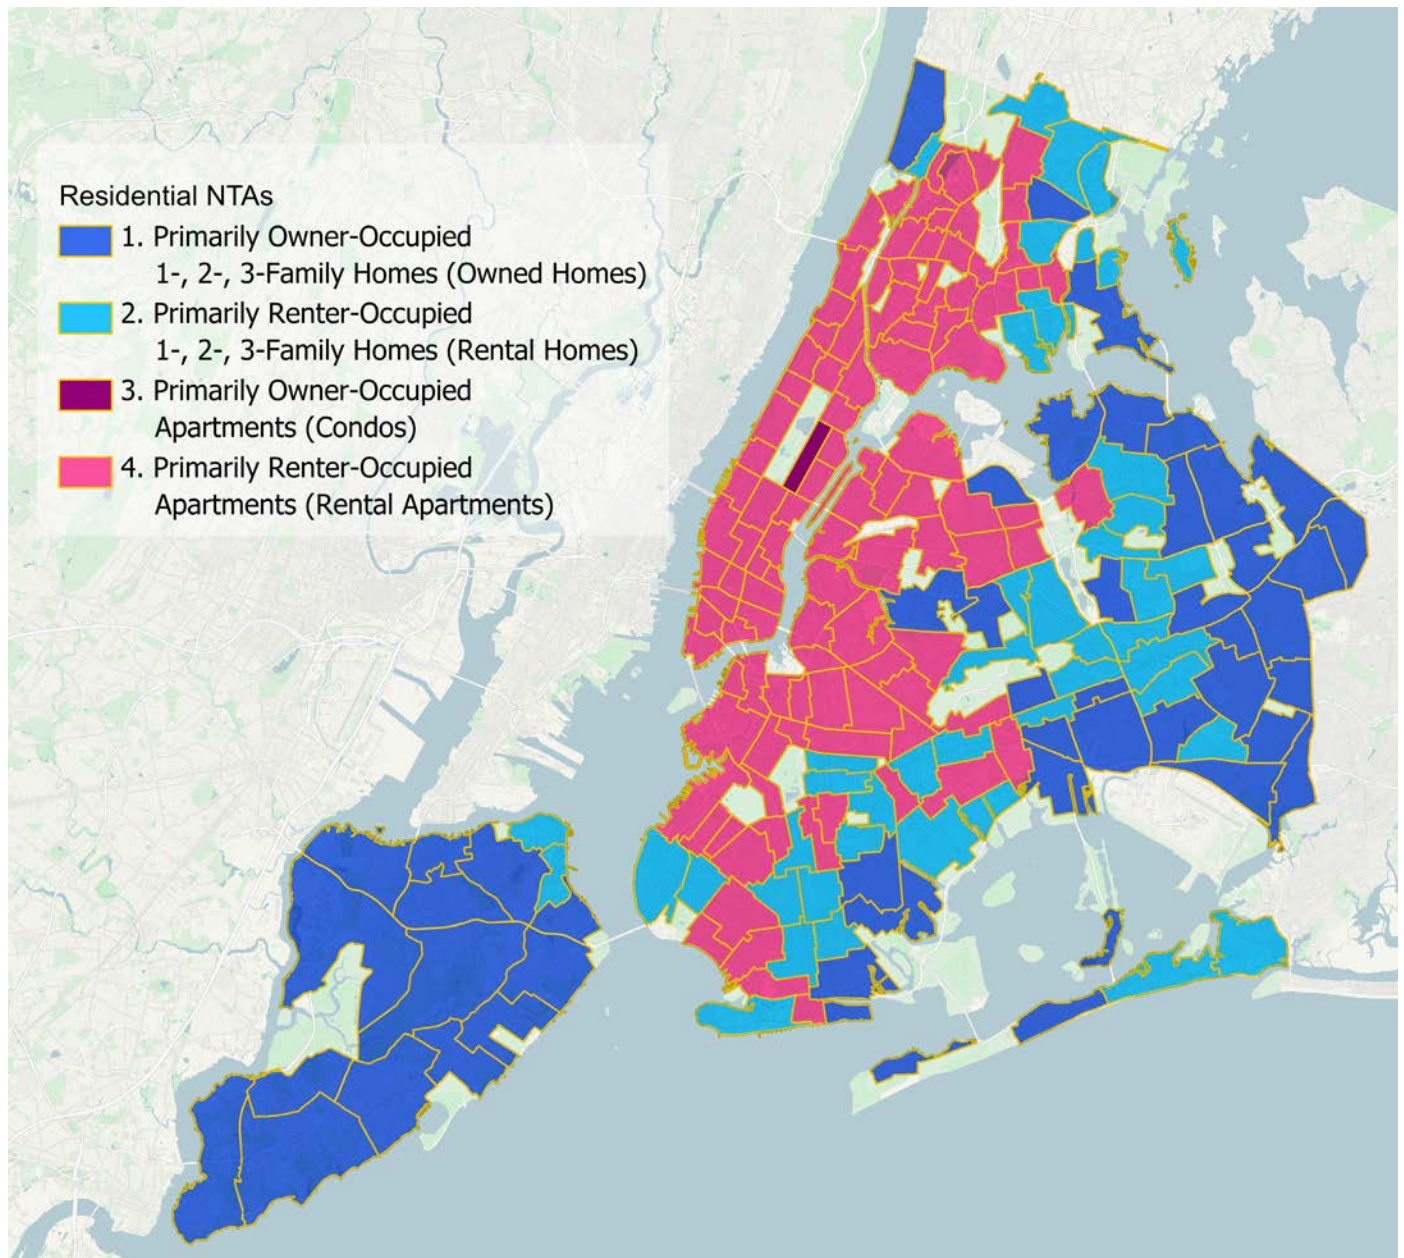 Residential NTAs
1. Primarily Owner-Occupied
1-, 2-, 3-Family Homes (Owned Homes)
2. Primarily Renter-Occupied
1-, 2-, 3-Family Homes (Rental Homes)
3. Primarily Owner-Occupied
Apartments (Condos)
4. Primarily Renter-Occupied
Apartments (Rental Apartments)